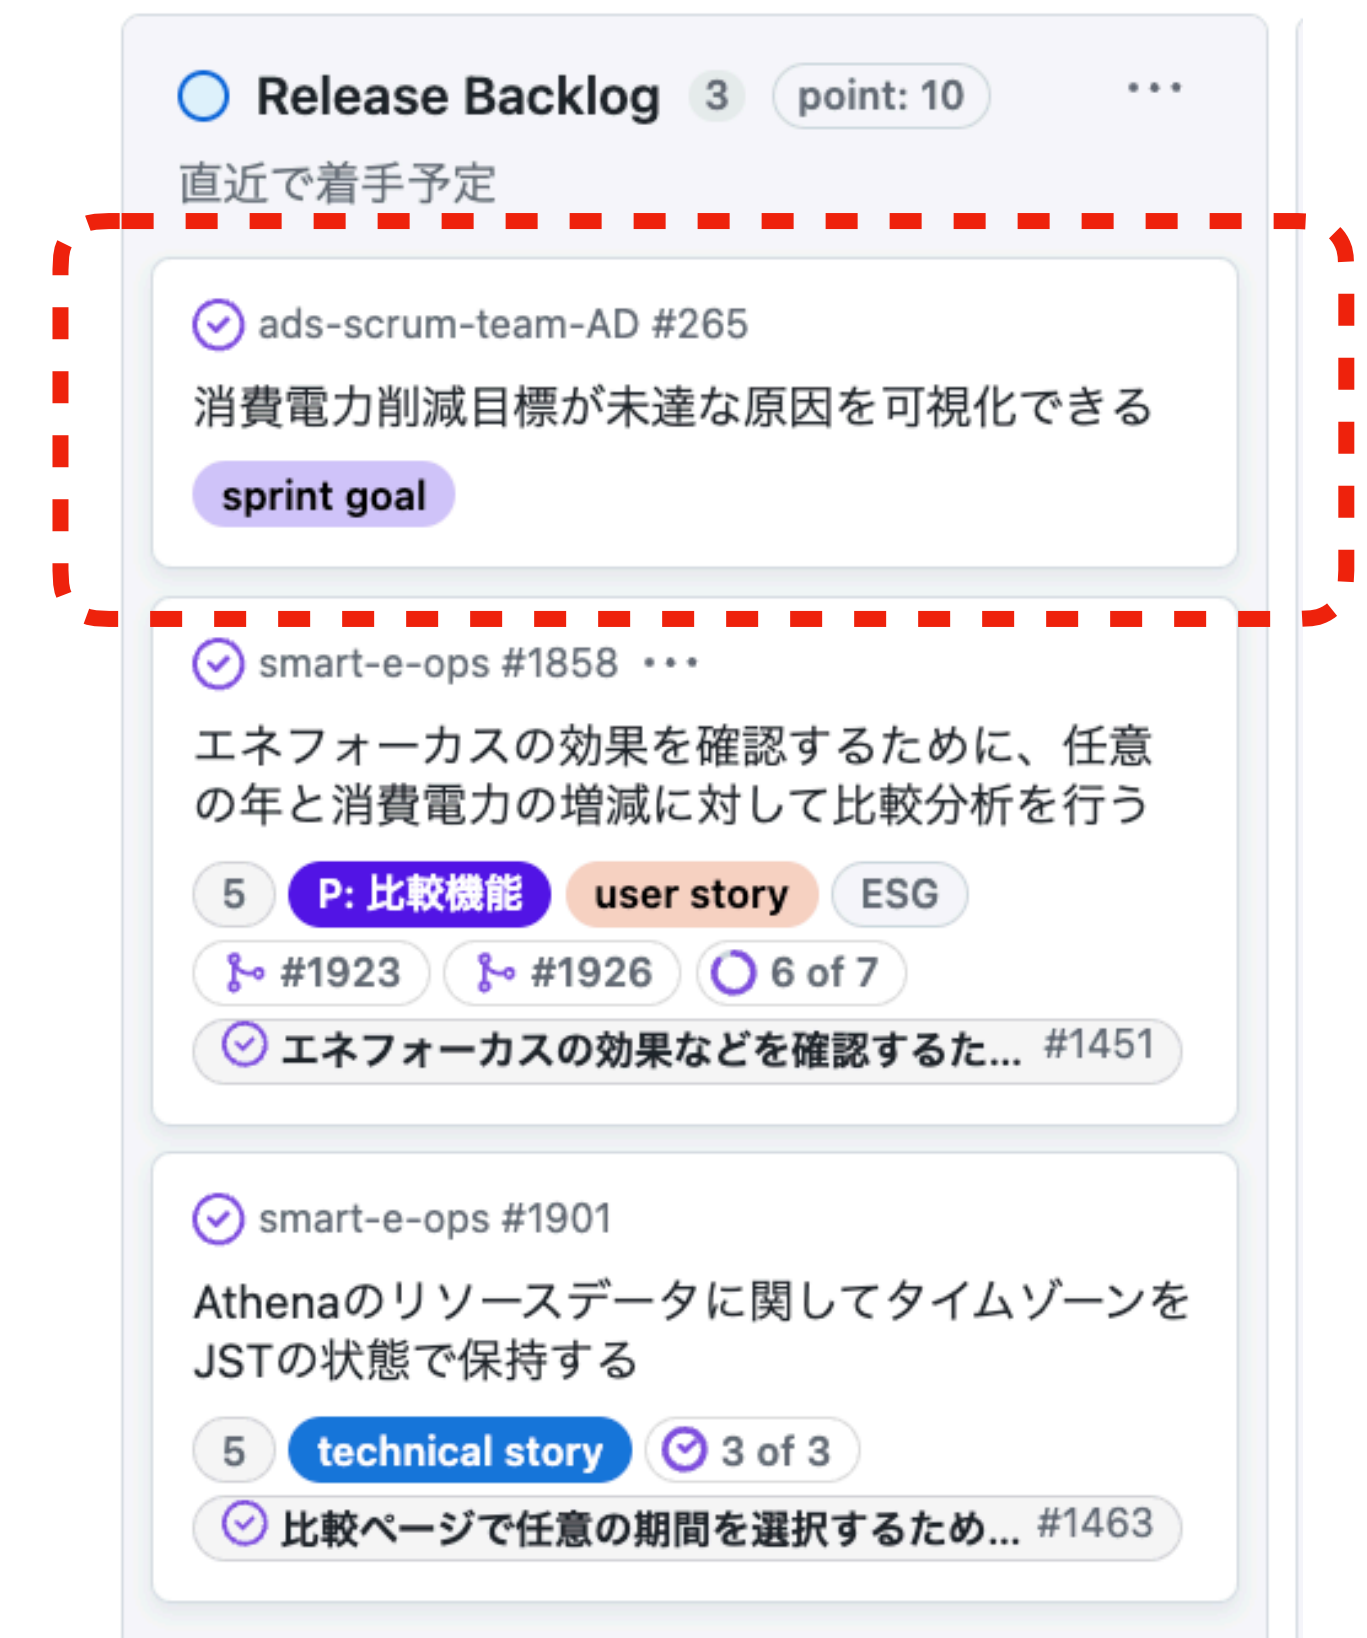 Release Backlog 3 point: 10 ...
直近で着手予定
ads-scrum-team-AD #265
消費電力削減目標が未達な原因を可視化できる
sprint goal
smart-e-ops #1858 ...
エネフォーカスの効果を確認するために、任意
の年と消費電力の増減に対して比較分析を行う
5 P: 比較機能 user story ESG
#1923 #1926 6 of 7
エネフォーカスの効果などを確認するた... #1451
smart-e-ops #1901
Athenaのリソースデータに関してタイムゾーンを
JSTの状態で保持する
5 technical story 3 of 3
比較ページで任意の期間を選択するため... #1463